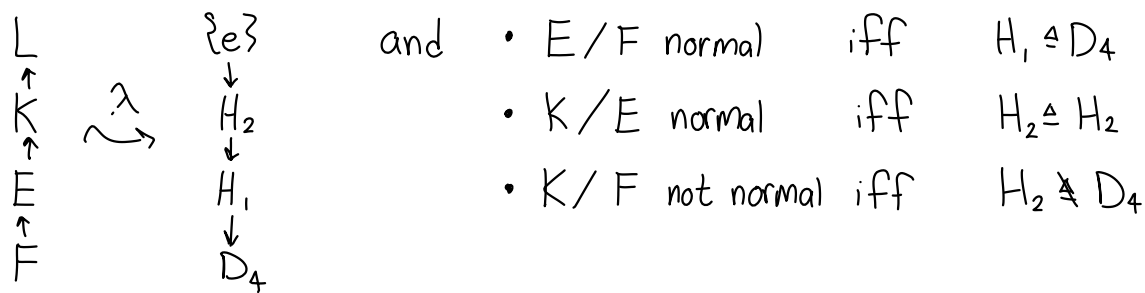 L {e} and • E/F normal iff H₁ ⊴ D₄
K λ H₂ • K/E normal iff H₂ ⊴ H₂
E H₁ • K/F not normal iff H₂ ⋬ D₄
F D₄